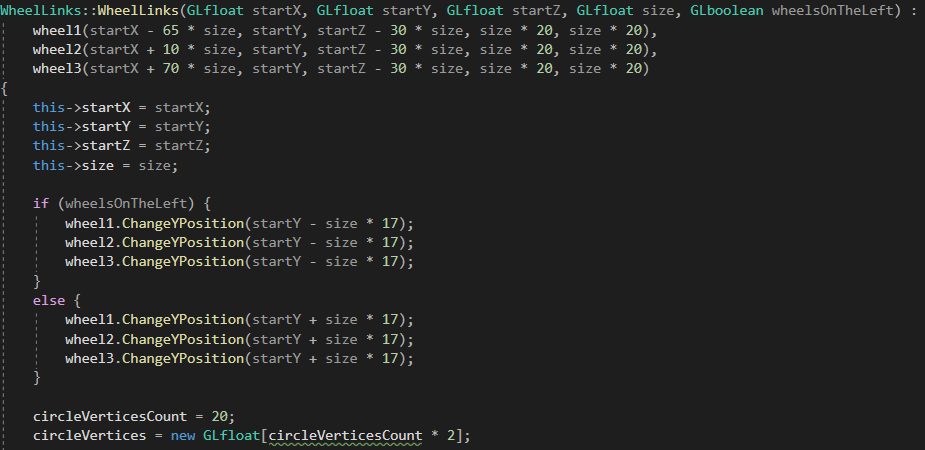 WheelLinks::WheelLinks(GLfloat startX, GLfloat startY, GLfloat startZ, GLfloat size, GLboolean wheelsOnTheLeft) :
    wheel1(startX - 65 * size, startY, startZ - 30 * size, size * 20, size * 20),
    wheel2(startX + 10 * size, startY, startZ - 30 * size, size * 20, size * 20),
    wheel3(startX + 70 * size, startY, startZ - 30 * size, size * 20, size * 20)
{
    this->startX = startX;
    this->startY = startY;
    this->startZ = startZ;
    this->size = size;

    if (wheelsOnTheLeft) {
        wheel1.ChangeYPosition(startY - size * 17);
        wheel2.ChangeYPosition(startY - size * 17);
        wheel3.ChangeYPosition(startY - size * 17);
    }
    else {
        wheel1.ChangeYPosition(startY + size * 17);
        wheel2.ChangeYPosition(startY + size * 17);
        wheel3.ChangeYPosition(startY + size * 17);
    }

    circleVerticesCount = 20;
    circleVertices = new GLfloat[circleVerticesCount * 2];